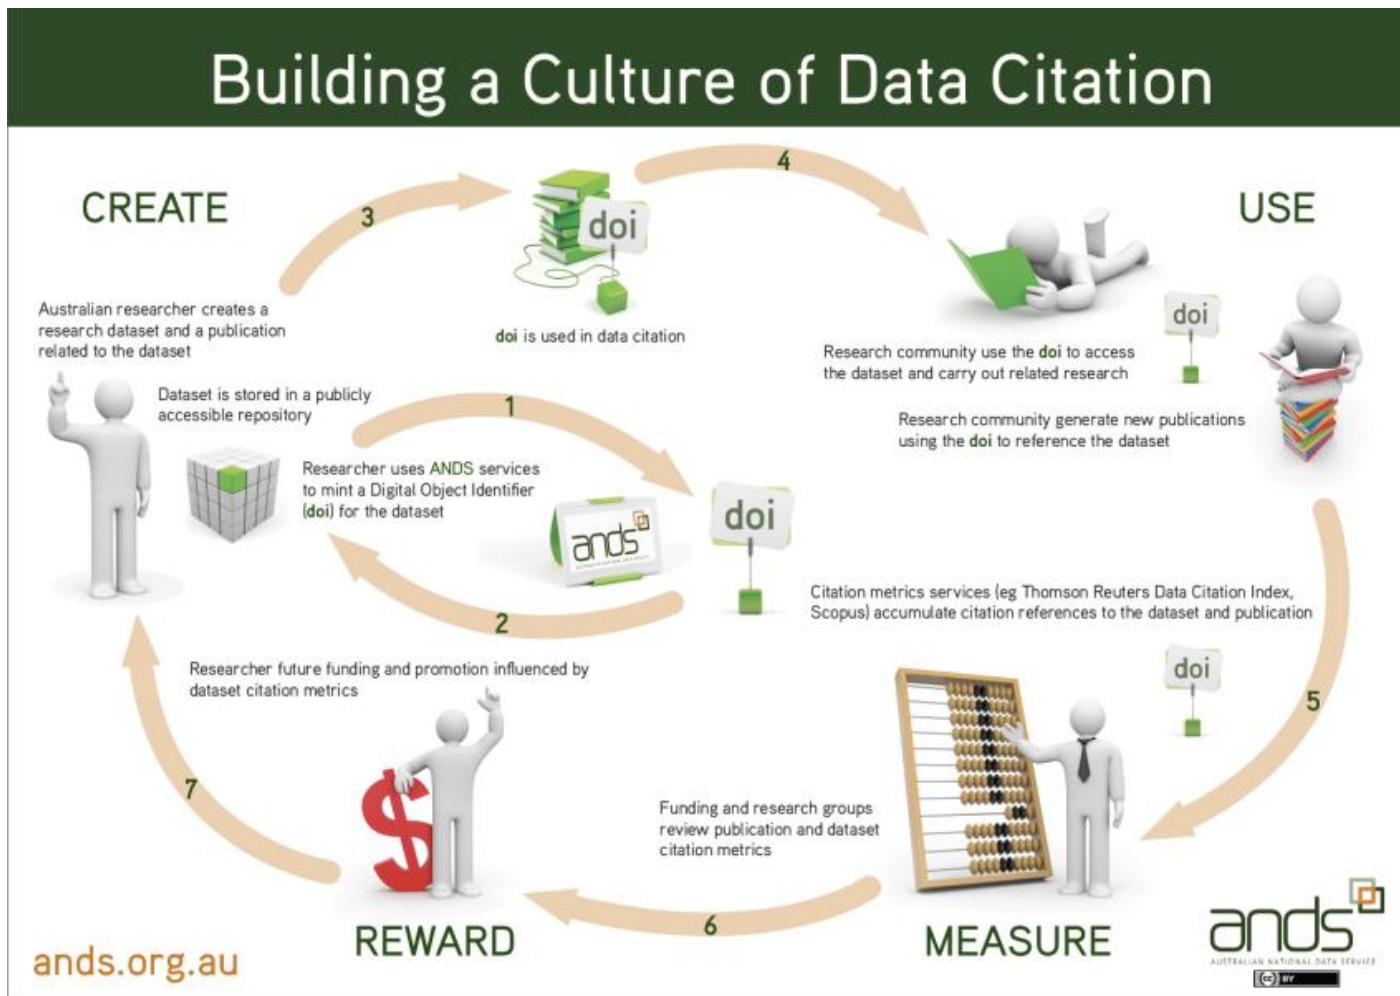 Building a Culture of Data Citation
CREATE
3
doi
doi is used in data citation
4
USE
Australian researcher creates a
research dataset and a publication
related to the dataset
Dataset is stored in a publicly
accessible repository
Researcher uses ANDS services
to mint a Digital Object Identifier
(doi) for the dataset
1
ands
doi
2
doi
Research community use the doi to access
the dataset and carry out related research
Research community generate new publications
using the doi to reference the dataset
Citation metrics services (eg Thomson Reuters Data Citation Index,
Scopus) accumulate citation references to the dataset and publication
doi
5
Funding and research groups
review publication and dataset
citation metrics
MEASURE
6
Researcher future funding and promotion influenced by
dataset citation metrics
$
REWARD
7
ands.org.au
ands
AUSTRALIAN NATIONAL DATA SERVICE
cc BY